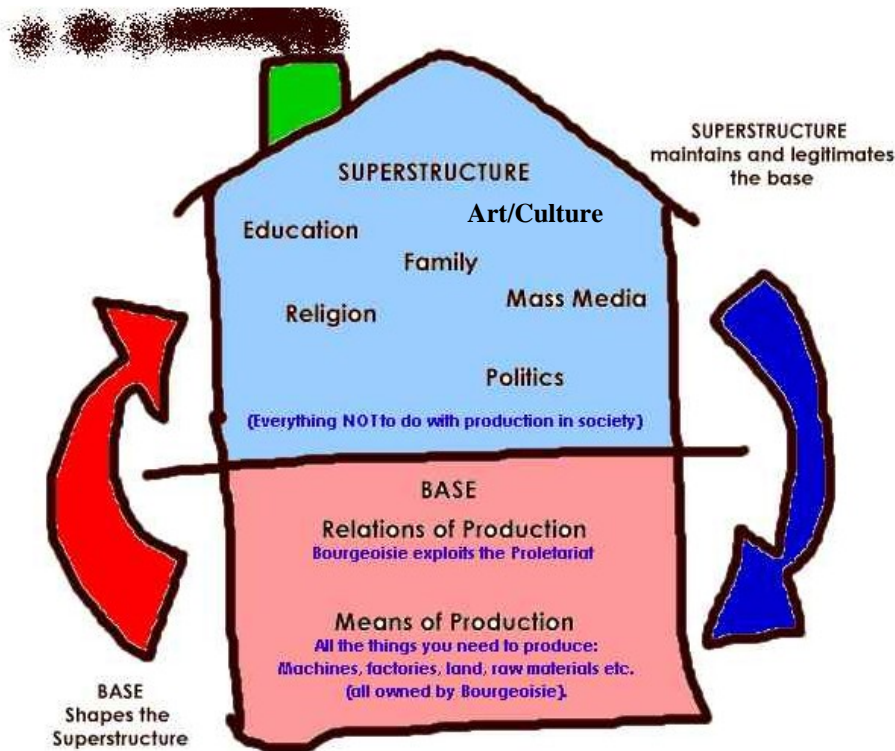 SUPERSTRUCTURE
maintains and legitimates
the base
SUPERSTRUCTURE
Art/Culture
Education
Family
Mass Media
Religion
Politics
(Everything NOT to do with production in society)
BASE
Relations of Production
Bourgeoisie exploits the Proletariat
Means of Production
All the things you need to produce:
Machines, factories, land, raw materials etc.
(all owned by Bourgeoisie).
BASE
Shapes the
Superstructure